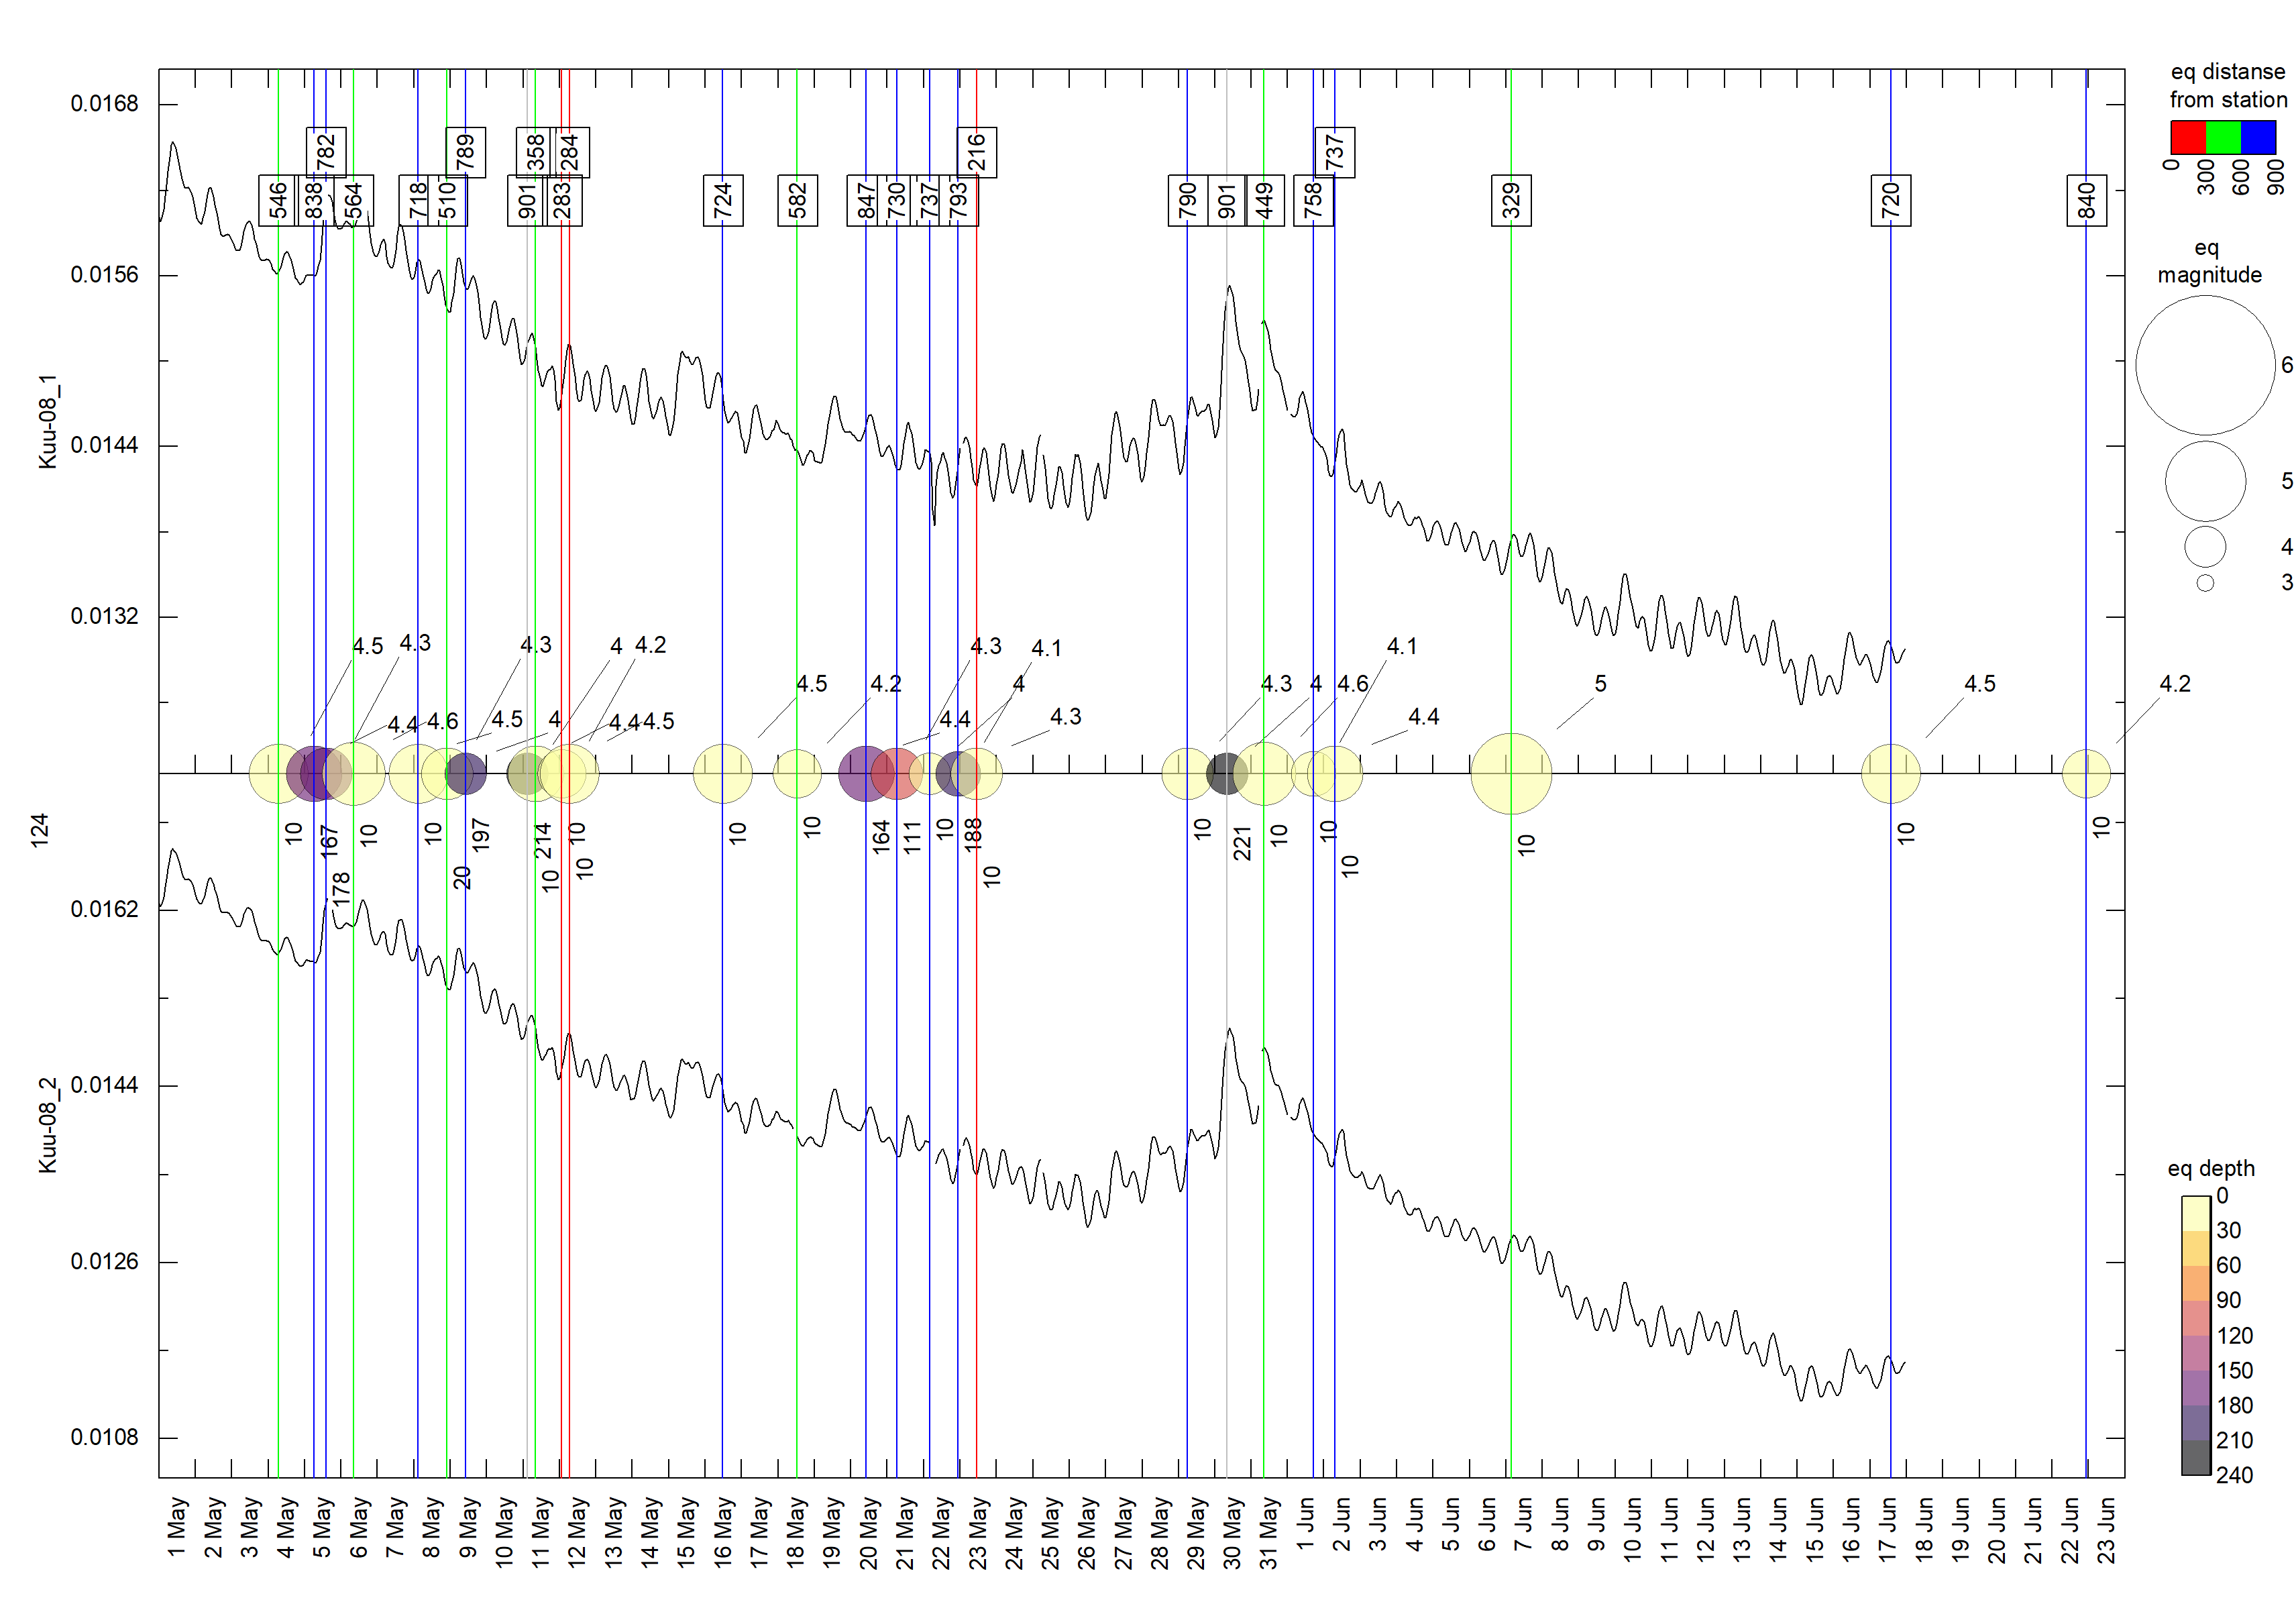 eq distanse
from station
0
300
600
900
eq
magnitude
6
5
4
3
eq depth
0
30
60
90
120
150
180
210
240
Kuu-08_1
0.0168
0.0156
0.0144
0.0132
782
789
358
284
216
737
546
838
564
718
510
901
283
724
582
847
730
737
793
790
901
449
758
329
720
840
4.5
4.3
4.3
4
4.2
4.3
4.1
4.1
4.5
4.2
4
4.3
4
4.6
5
4.5
4.2
4.4
4.6
4.5
4
4.4
4.5
4.4
4.3
4.4
124
10
167
178
10
10
20
197
214
10
10
10
10
10
164
111
10
188
10
10
221
10
10
10
10
10
10
Kuu-08_2
0.0162
0.0144
0.0126
0.0108
1 May
2 May
3 May
4 May
5 May
6 May
7 May
8 May
9 May
10 May
11 May
12 May
13 May
14 May
15 May
16 May
17 May
18 May
19 May
20 May
21 May
22 May
23 May
24 May
25 May
26 May
27 May
28 May
29 May
30 May
31 May
1 Jun
2 Jun
3 Jun
4 Jun
5 Jun
6 Jun
7 Jun
8 Jun
9 Jun
10 Jun
11 Jun
12 Jun
13 Jun
14 Jun
15 Jun
16 Jun
17 Jun
18 Jun
19 Jun
20 Jun
21 Jun
22 Jun
23 Jun